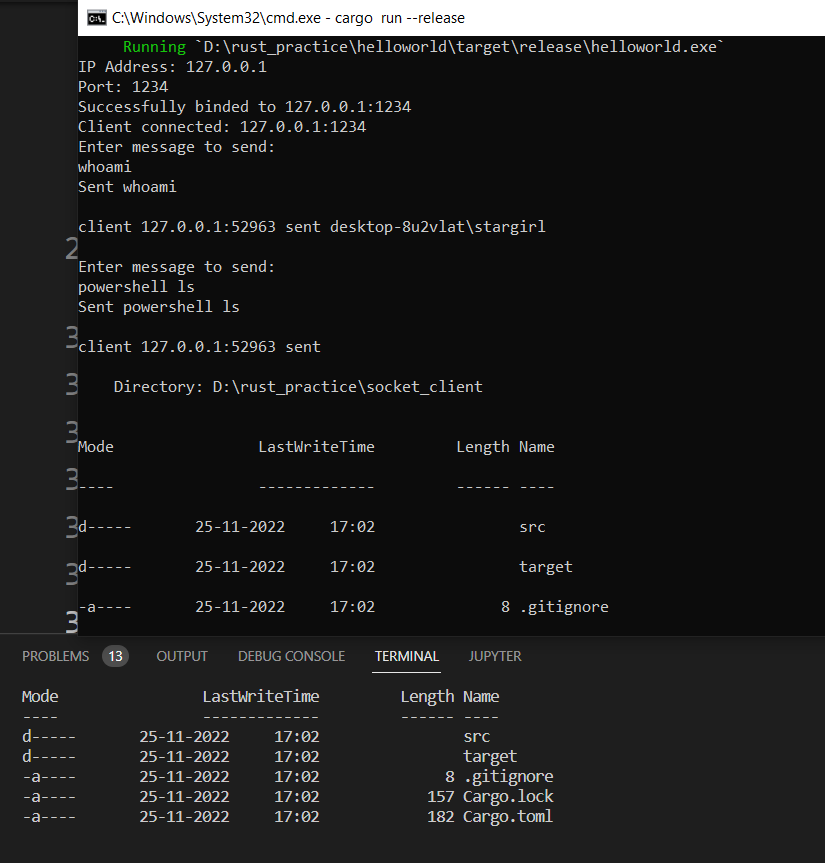 C:\Windows\System32\cmd.exe - cargo  run --release
Running `D:\rust_practice\helloworld\target\release\helloworld.exe`
IP Address: 127.0.0.1
Port: 1234
Successfully binded to 127.0.0.1:1234
Client connected: 127.0.0.1:1234
Enter message to send:
whoami
Sent whoami
client 127.0.0.1:52963 sent desktop-8u2vlat\stargirl
Enter message to send:
powershell ls
Sent powershell ls
client 127.0.0.1:52963 sent
Directory: D:\rust_practice\socket_client
Mode                LastWriteTime         Length Name
----                -------------         ------ ----
d-----       25-11-2022     17:02                src
d-----       25-11-2022     17:02                target
-a----       25-11-2022     17:02              8 .gitignore
PROBLEMS 13 OUTPUT DEBUG CONSOLE TERMINAL JUPYTER
Mode                LastWriteTime         Length Name
----                -------------         ------ ----
d-----       25-11-2022     17:02                src
d-----       25-11-2022     17:02                target
-a----       25-11-2022     17:02              8 .gitignore
-a----       25-11-2022     17:02            157 Cargo.lock
-a----       25-11-2022     17:02            182 Cargo.toml